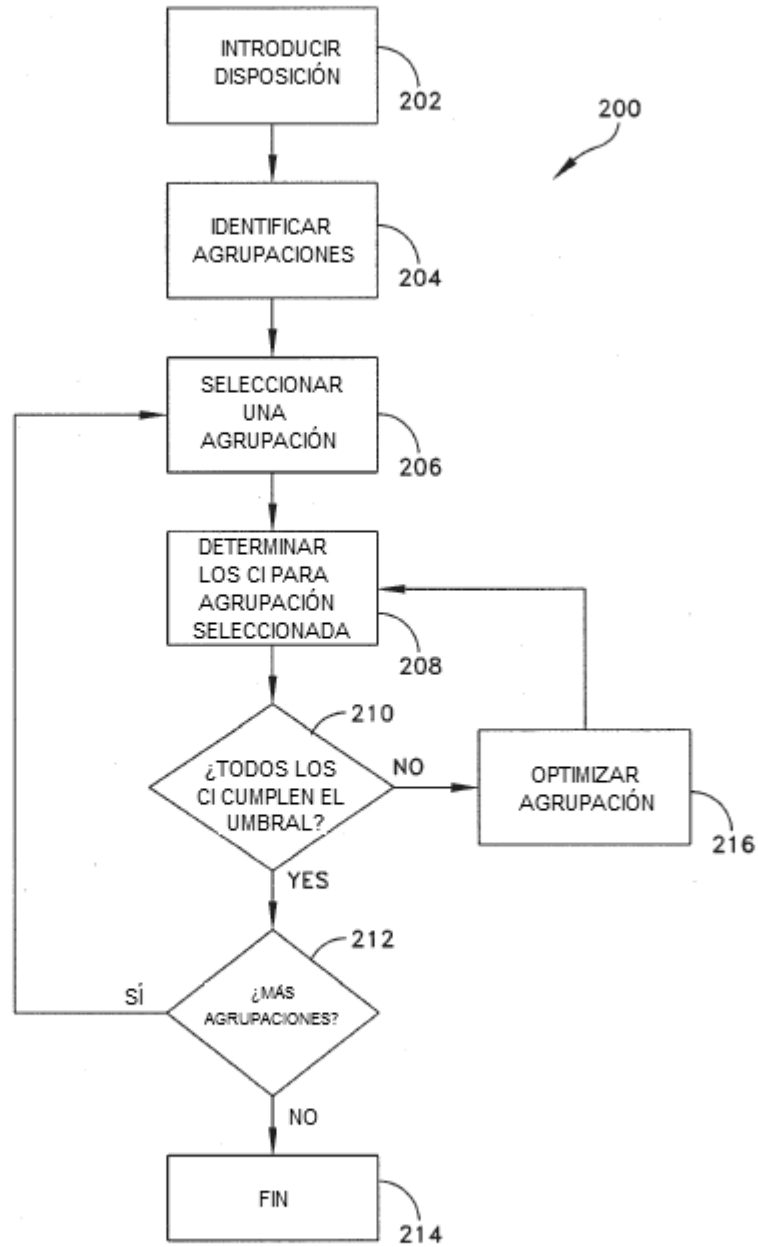 INTRODUCIR
DISPOSICIÓN
202
200
IDENTIFICAR
AGRUPACIONES
204
SELECCIONAR
UNA
AGRUPACIÓN
206
DETERMINAR
LOS CI PARA
AGRUPACIÓN
SELECCIONADA
208
210
¿TODOS LOS
CI CUMPLEN EL
UMBRAL?
NO
OPTIMIZAR
AGRUPACIÓN
216
YES
212
¿MÁS
AGRUPACIONES?
SÍ
NO
FIN
214